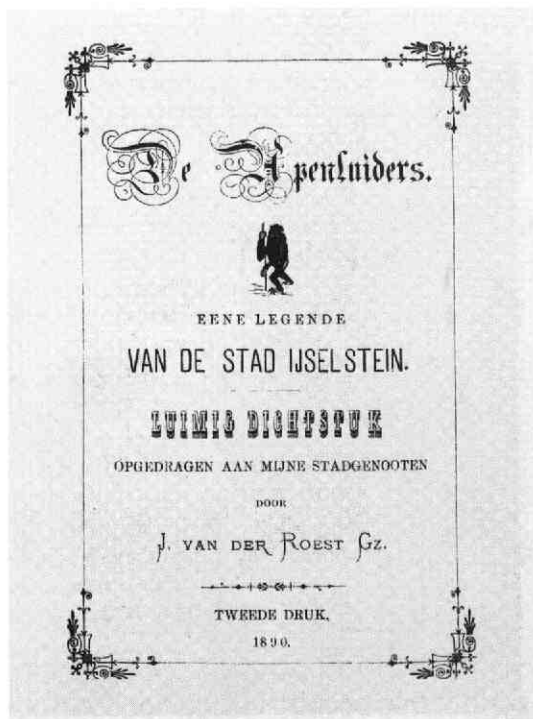 De Apenluiders.
EENE LEGENDE
VAN DE STAD IJSELSTEIN.
LUIMIG DICHTSTUK
OPGEDRAGEN AAN MIJNE STADGENOOTEN
DOOR
J. VAN DER ROEST GZ.
TWEEDE DRUK,
1890.